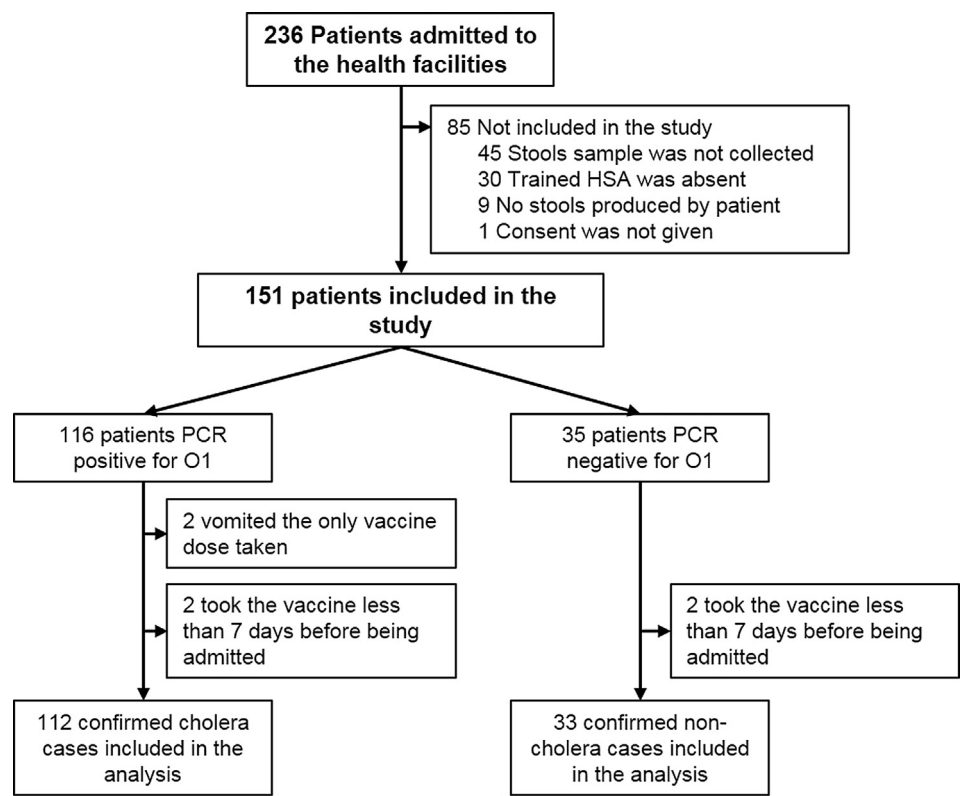 236 Patients admitted to
the health facilities
85 Not included in the study
45 Stools sample was not collected
30 Trained HSA was absent
9 No stools produced by patient
1 Consent was not given
151 patients included in the
study
116 patients PCR
positive for O1
35 patients PCR
negative for O1
2 vomited the only vaccine
dose taken
2 took the vaccine less
than 7 days before being
admitted
2 took the vaccine less
than 7 days before being
admitted
112 confirmed cholera
cases included in the
analysis
33 confirmed non-
cholera cases included
in the analysis